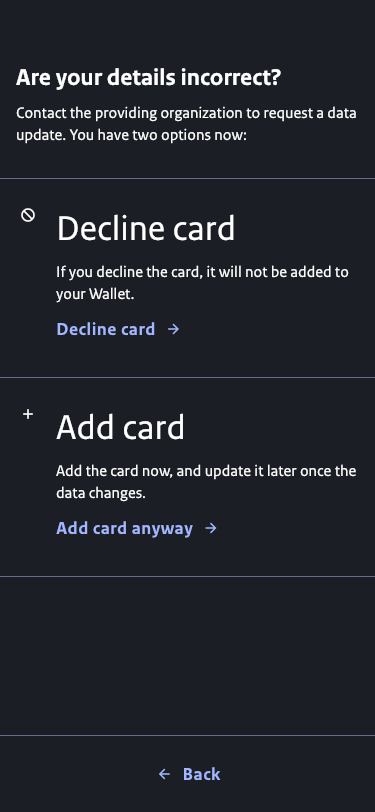 Are your details incorrect?
Contact the providing organization to request a data
update. You have two options now:
Decline card
If you decline the card, it will not be added to
your Wallet.
Decline card
Add card
Add the card now, and update it later once the
data changes.
Add card anyway
Back